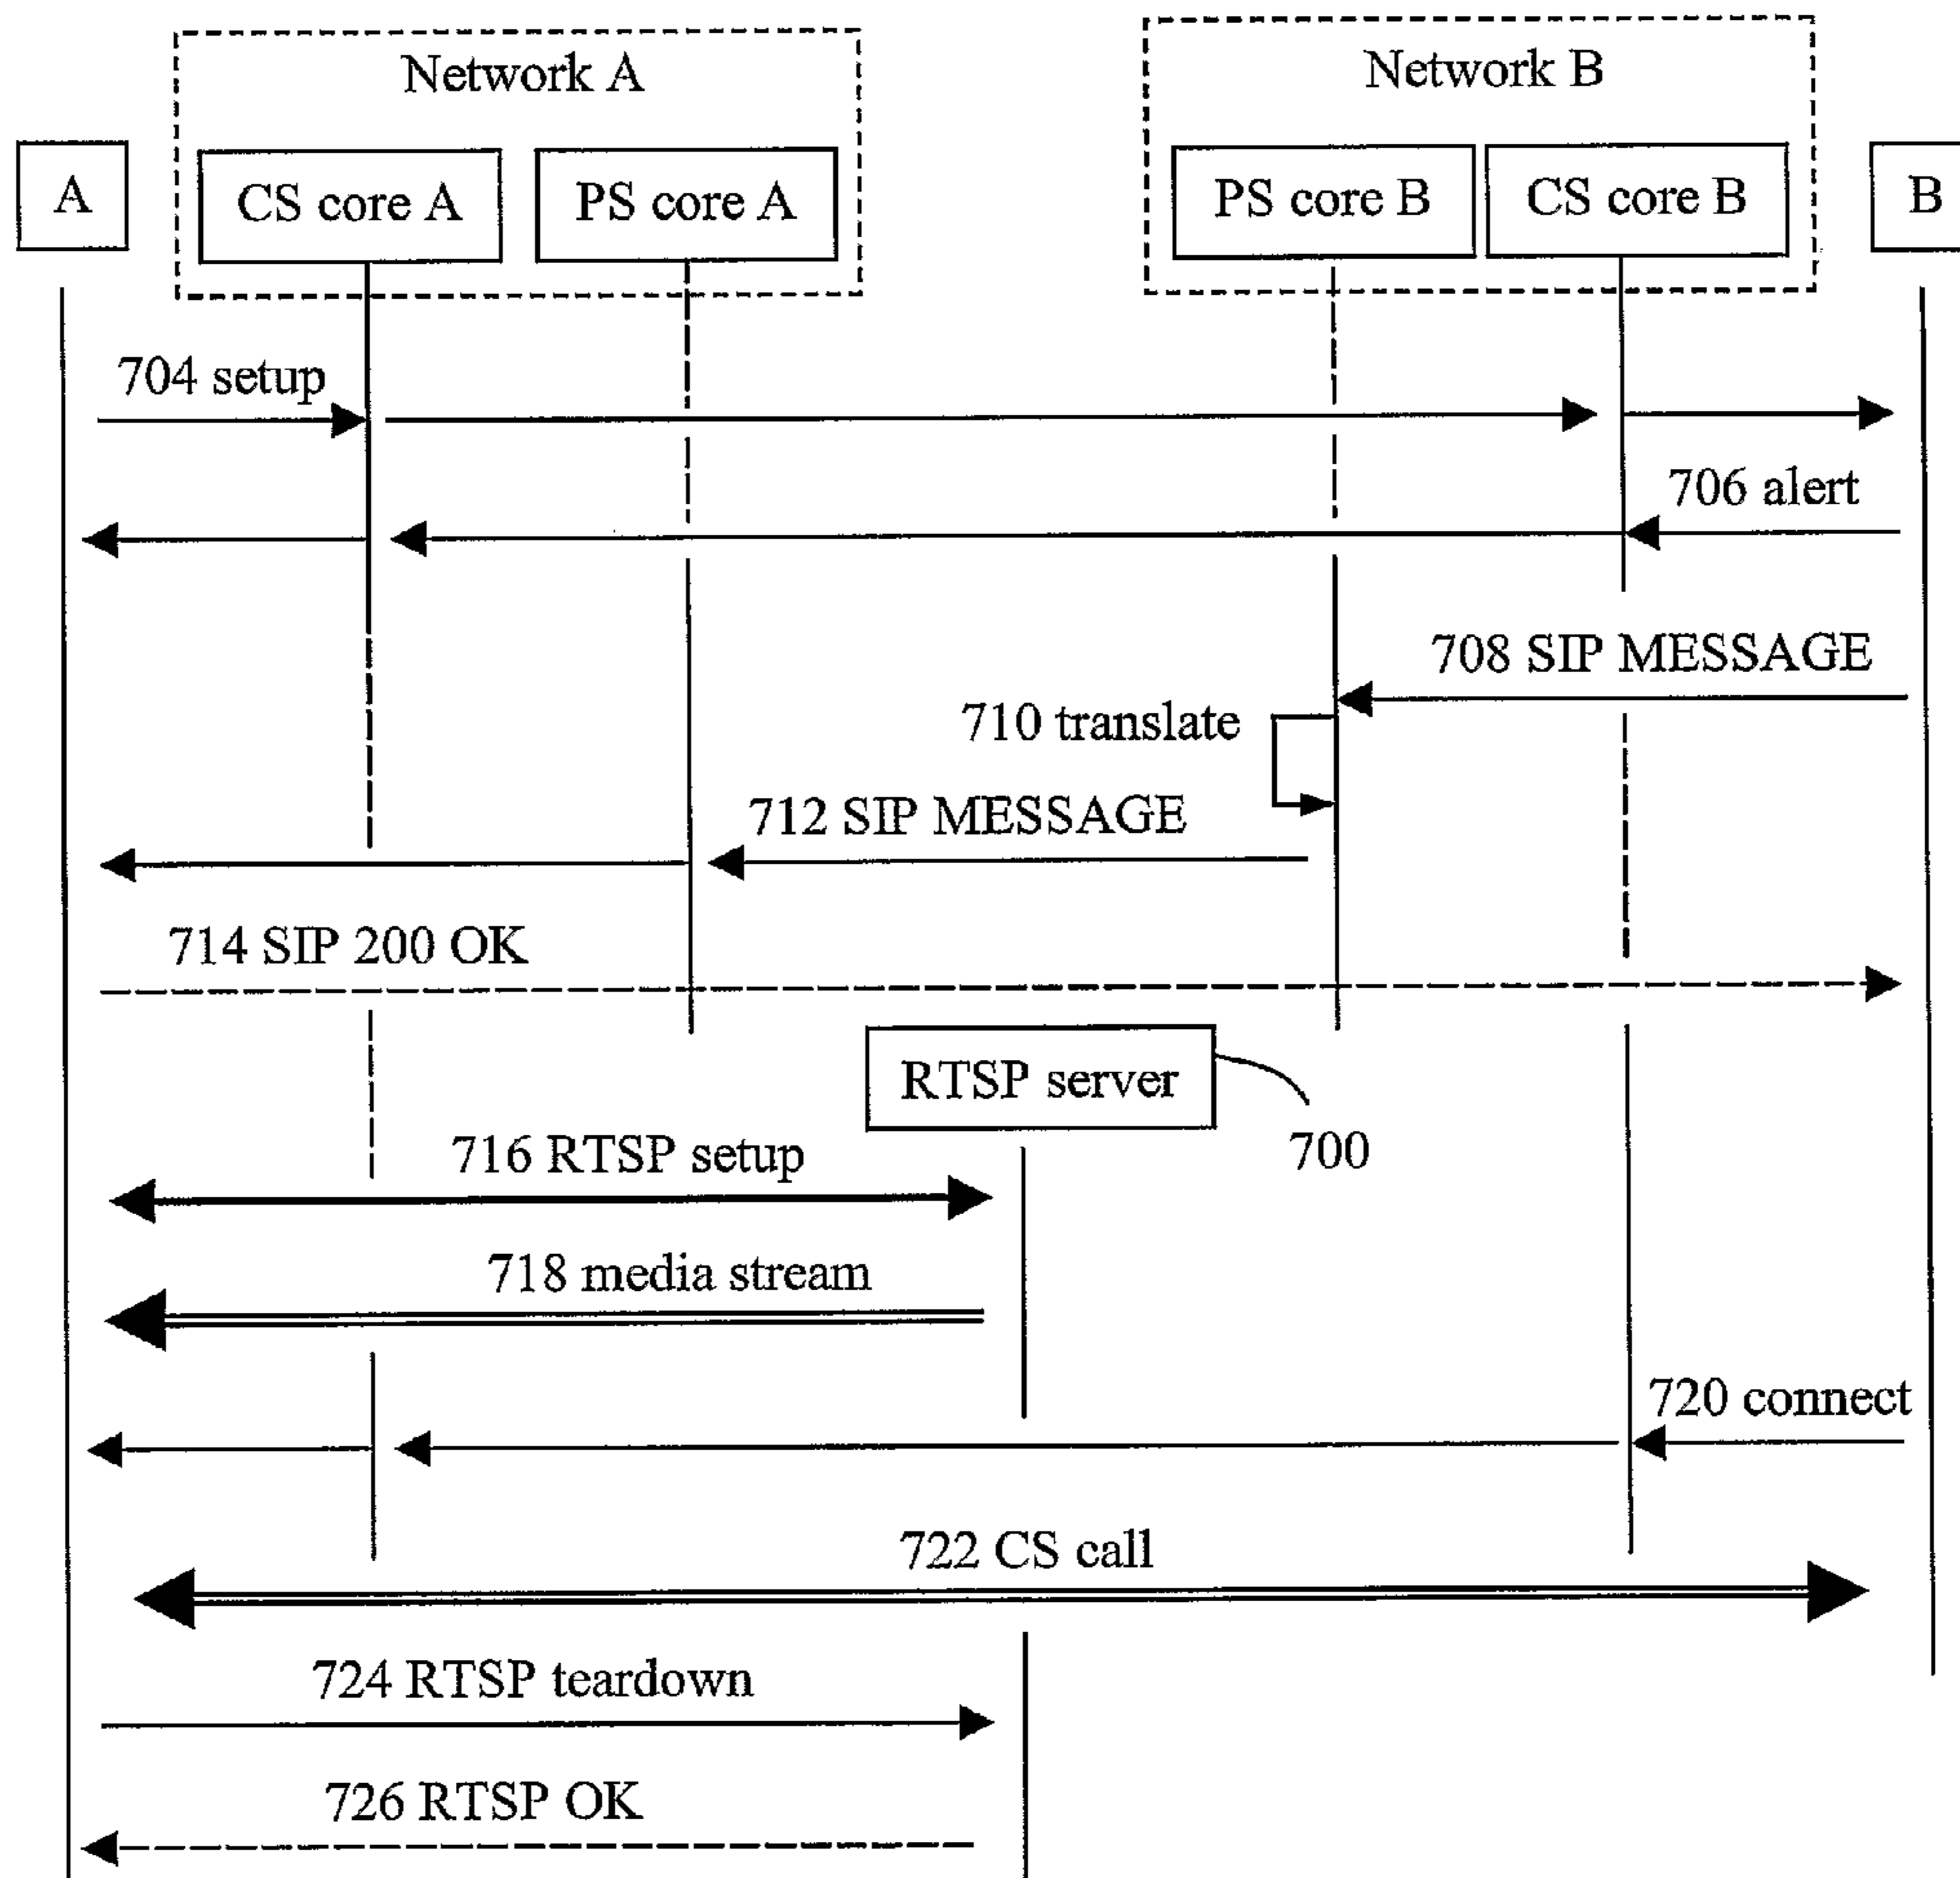 Network A
Network B
A
CS core A
PS core A
PS core B
CS core B
B
704 setup
706 alert
708 SIP MESSAGE
710 translate
712 SIP MESSAGE
714 SIP 200 OK
RTSP server
700
716 RTSP setup
718 media stream
720 connect
722 CS call
724 RTSP teardown
726 RTSP OK